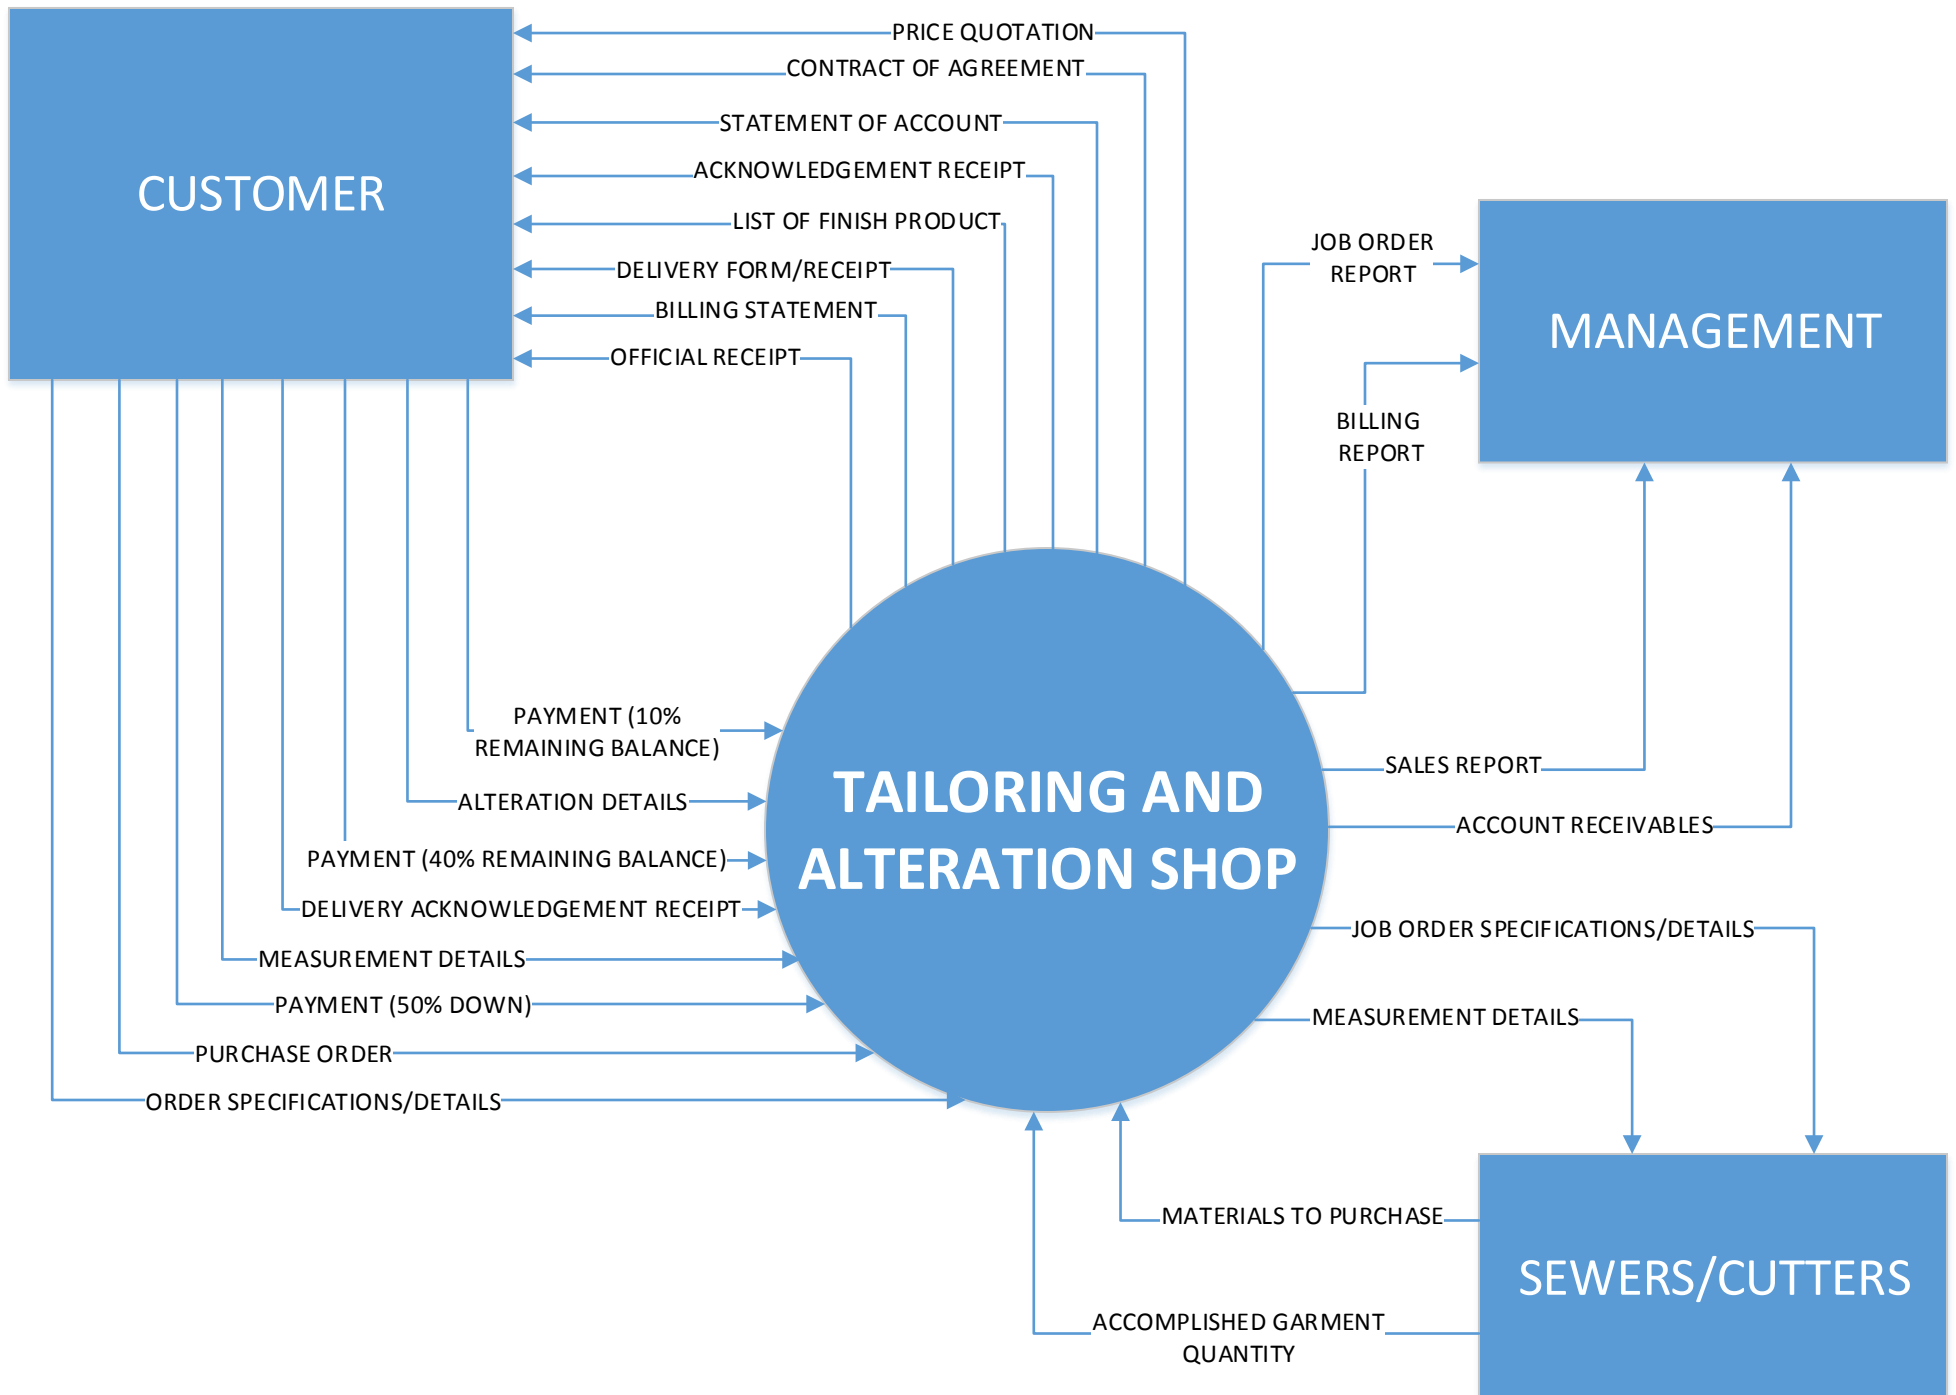 PRICE QUOTATION
CONTRACT OF AGREEMENT
STATEMENT OF ACCOUNT
ACKNOWLEDGEMENT RECEIPT
CUSTOMER
LIST OF FINISH PRODUCT
DELIVERY FORM/RECEIPT
BILLING STATEMENT
OFFICIAL RECEIPT
JOB ORDER
REPORT
MANAGEMENT
BILLING
REPORT
PAYMENT (10%
REMAINING BALANCE)
ALTERATION DETAILS
PAYMENT (40% REMAINING BALANCE)
DELIVERY ACKNOWLEDGEMENT RECEIPT
MEASUREMENT DETAILS
PAYMENT (50% DOWN)
PURCHASE ORDER
ORDER SPECIFICATIONS/DETAILS
TAILORING AND
ALTERATION SHOP
SALES REPORT
ACCOUNT RECEIVABLES
JOB ORDER SPECIFICATIONS/DETAILS
MEASUREMENT DETAILS
MATERIALS TO PURCHASE
SEWERS/CUTTERS
ACCOMPLISHED GARMENT
QUANTITY